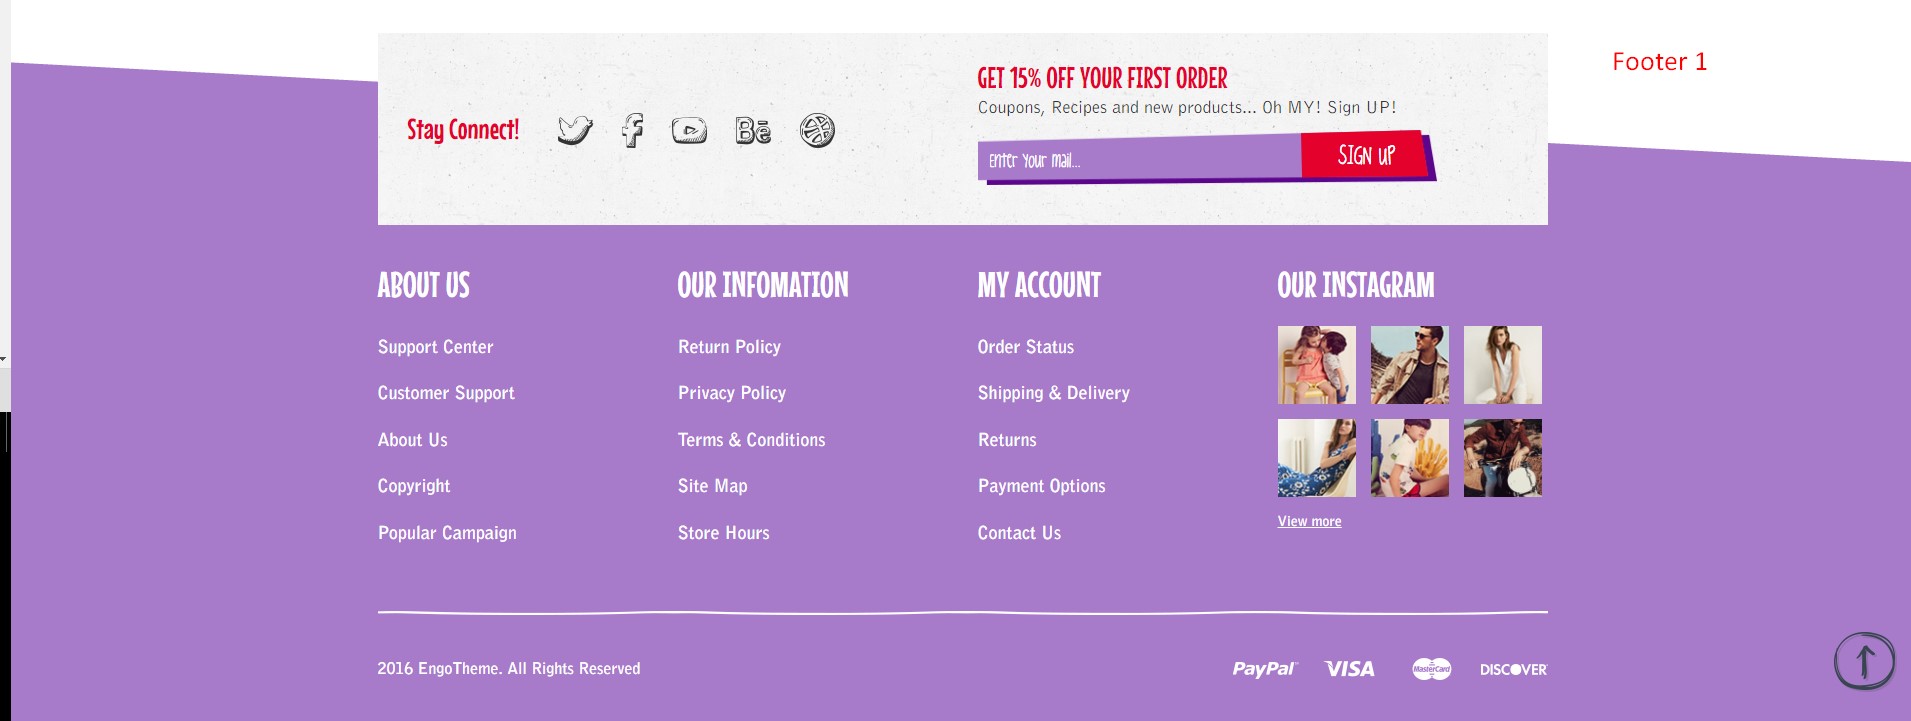 Footer 1
GET 15% OFF YOUR FIRST ORDER
Coupons, Recipes and new products... Oh MY! Sign UP!
Stay Connect!
Bē
Enter your mail...
SIGN UP
ABOUT US
Support Center
Customer Support
About Us
Copyright
Popular Campaign
OUR INFOMATION
Return Policy
Privacy Policy
Terms & Conditions
Site Map
Store Hours
MY ACCOUNT
Order Status
Shipping & Delivery
Returns
Payment Options
Contact Us
OUR INSTAGRAM
View more
2016 EngoTheme. All Rights Reserved
PayPal™
VISA
MasterCard
DISCOVER